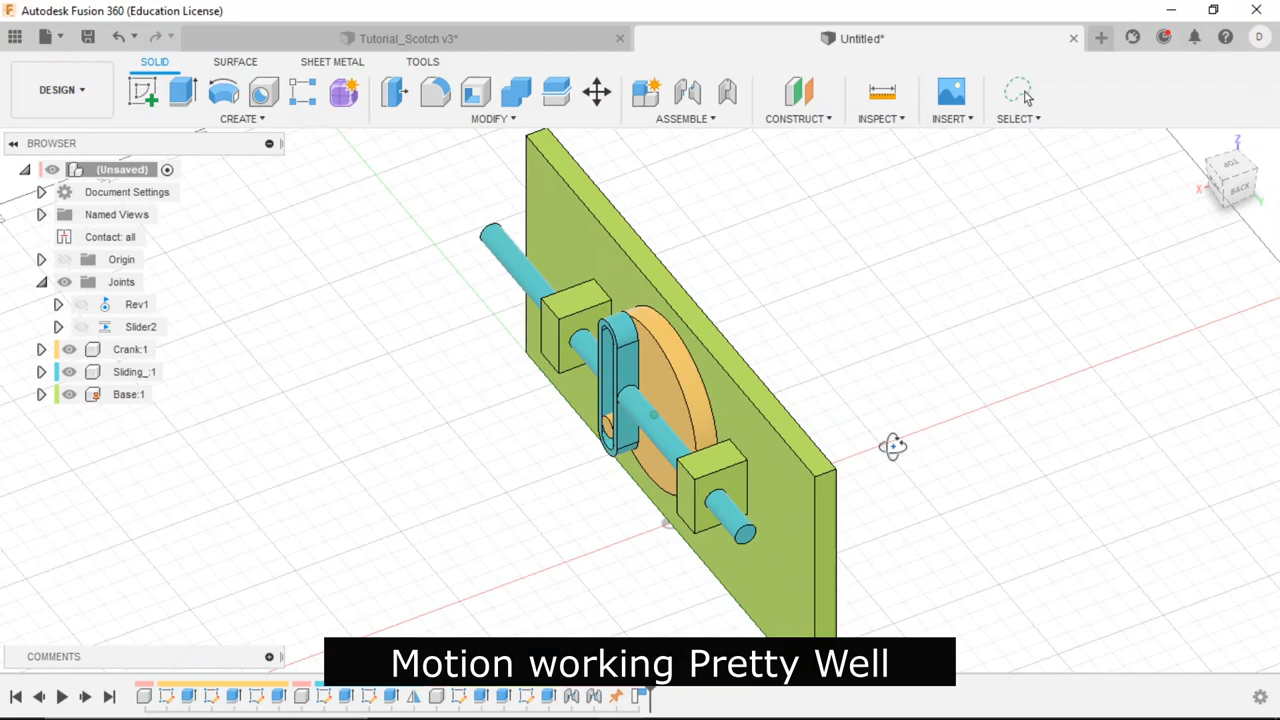 Autodesk Fusion 360 (Education License)
Tutorial_Scotch v3*
Untitled*
D
DESIGN
SOLID
SURFACE
SHEET METAL
TOOLS
CREATE
MODIFY
ASSEMBLE
CONSTRUCT
INSPECT
INSERT
SELECT
BROWSER
(Unsaved)
Document Settings
Named Views
Contact: all
Origin
Joints
Rev1
Slider2
Crank:1
Sliding_:1
Base:1
Z
TOP
BACK
X
Y
COMMENTS
Motion working Pretty Well